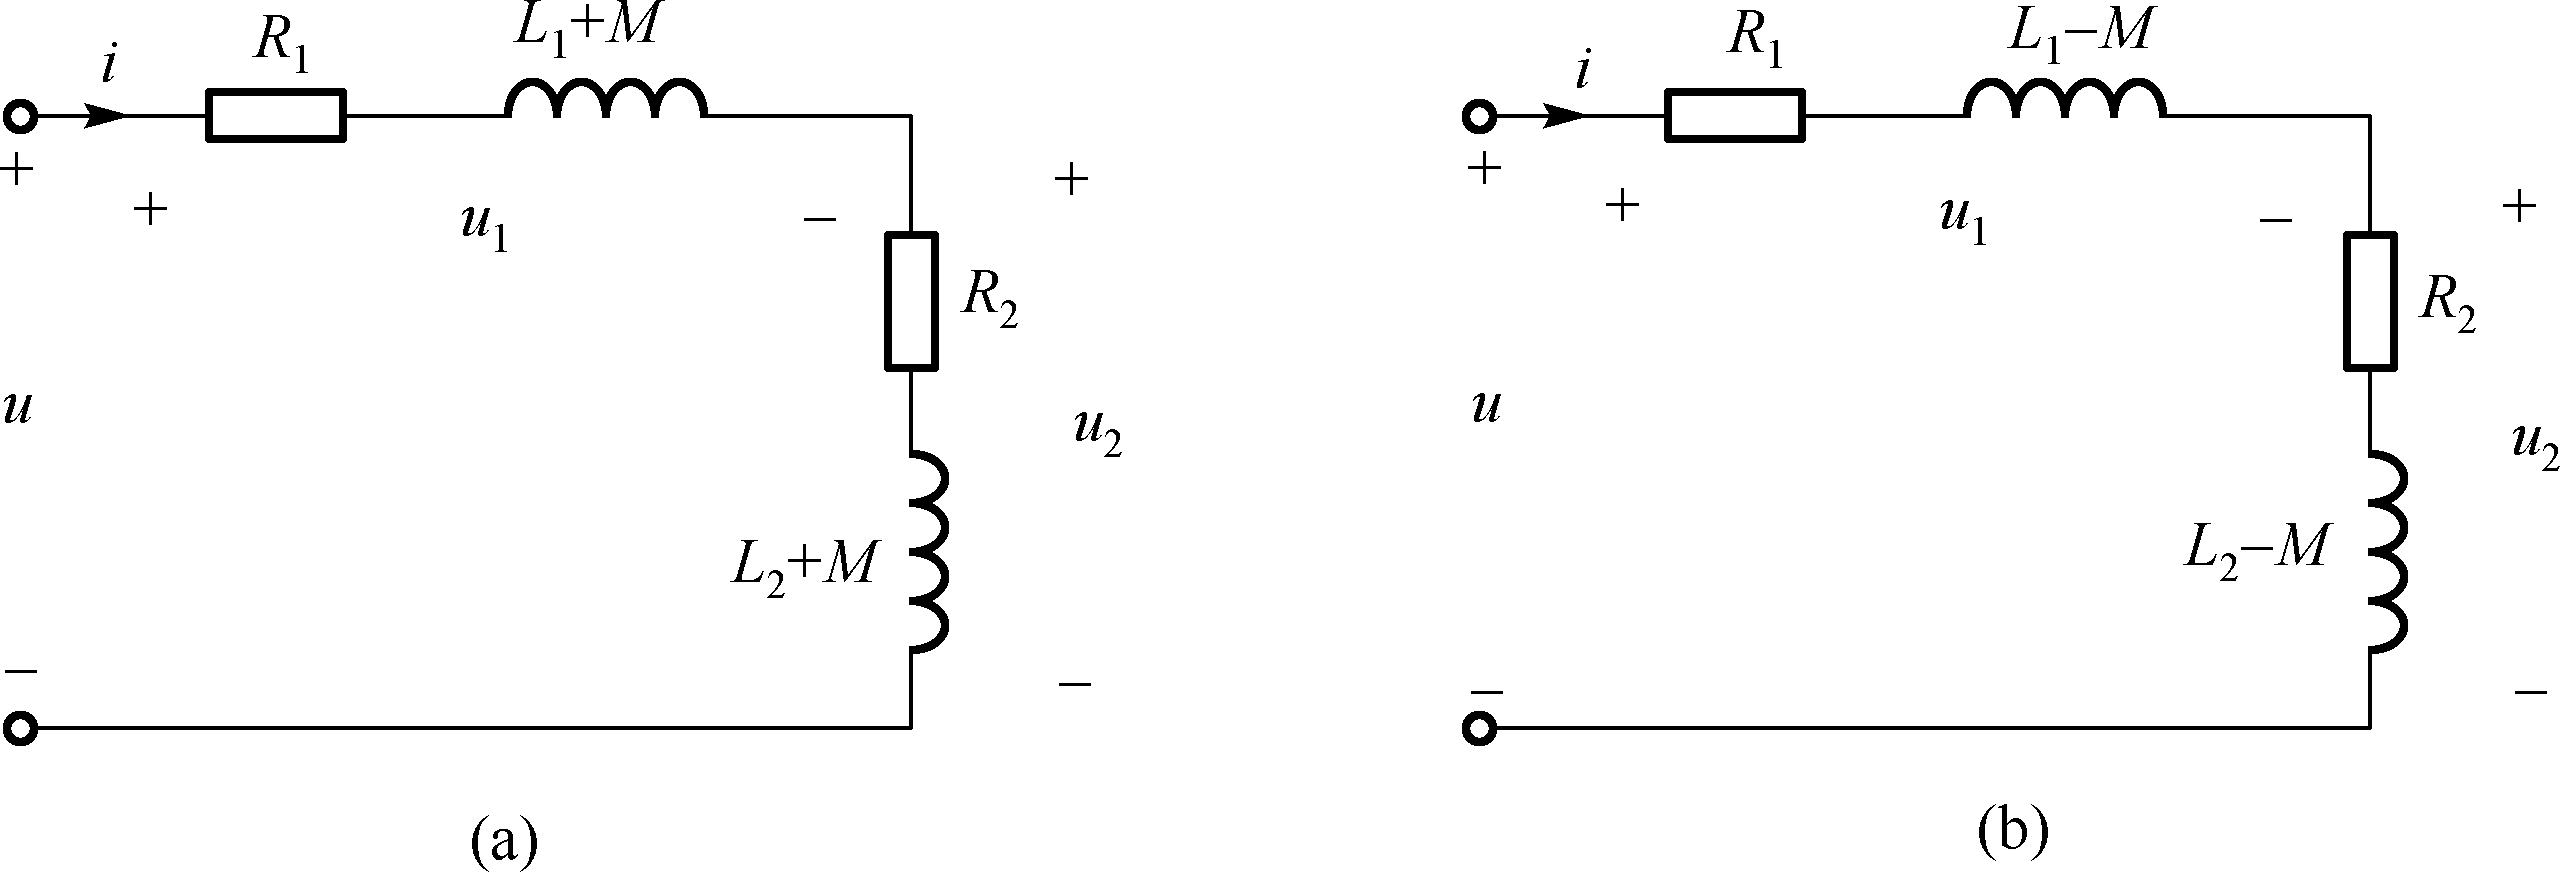 i R₁ L₁+M
+ + u₁ − +
R₂
u u₂
L₂+M
− −
(a)
i R₁ L₁−M
+ + u₁ − +
R₂
u u₂
L₂−M
− −
(b)